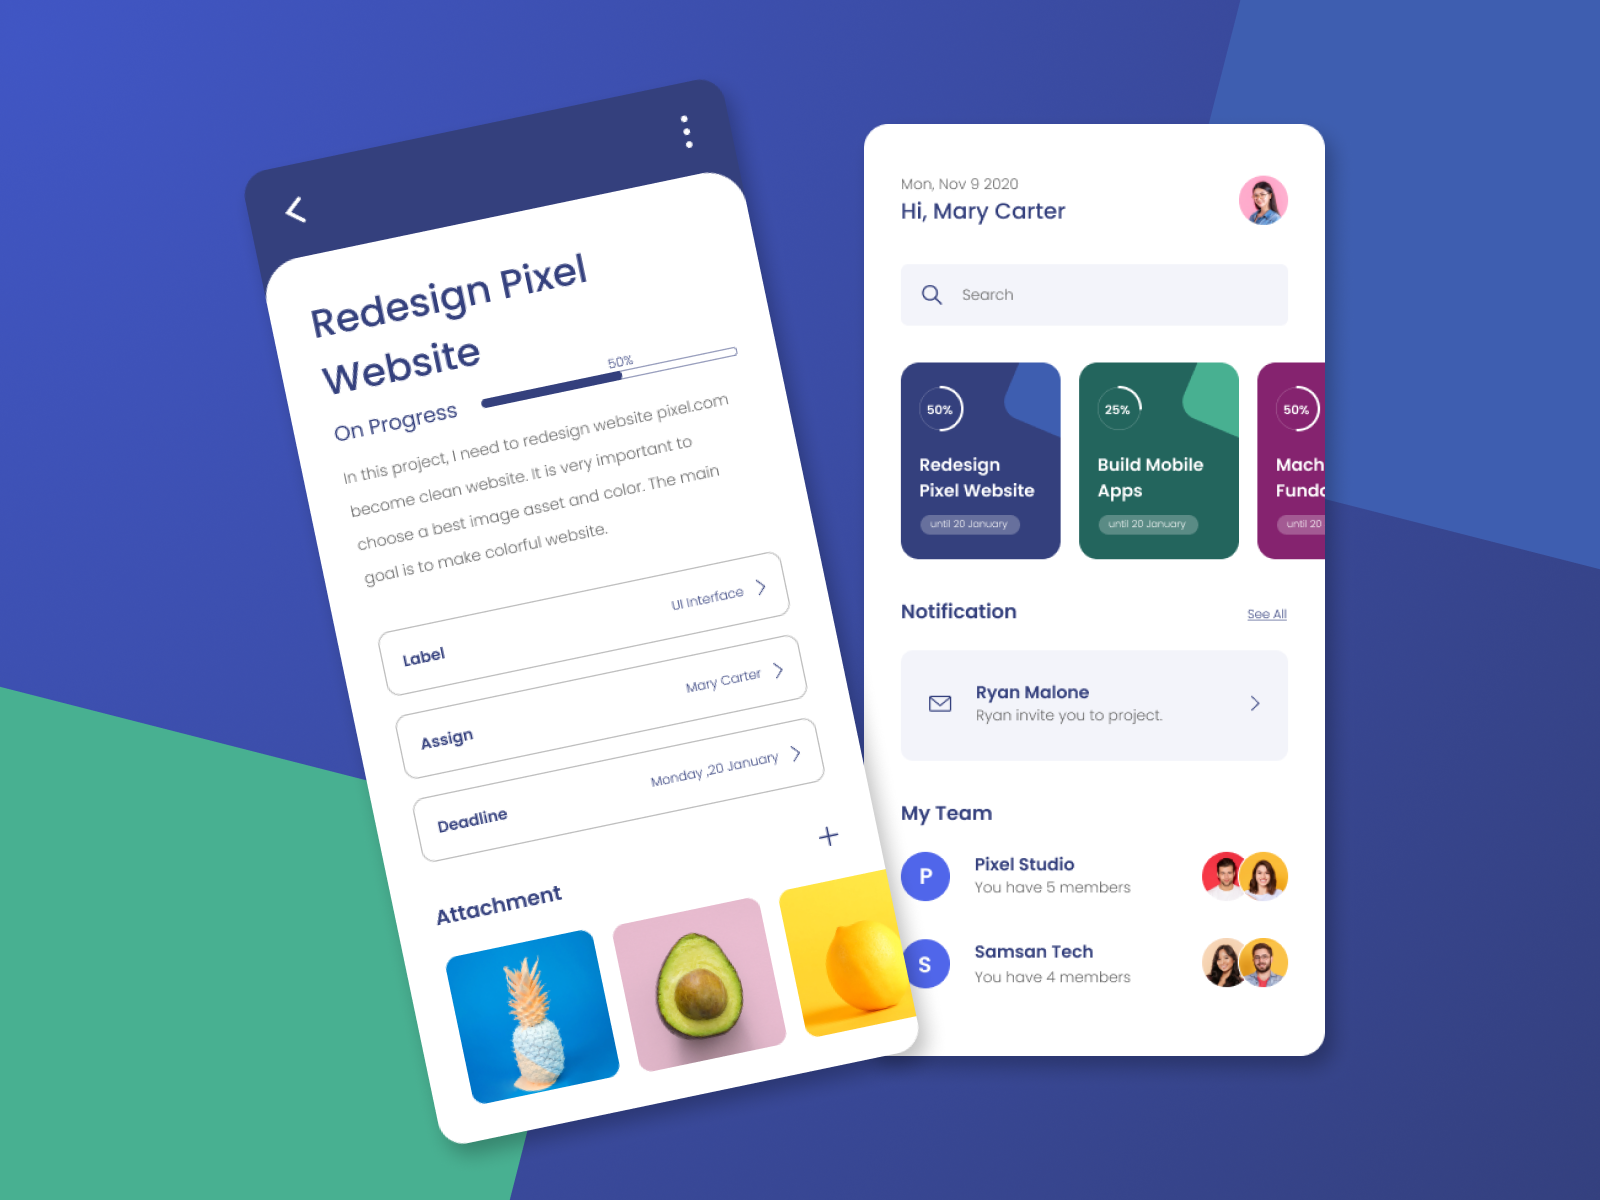 Redesign Pixel
Website
On Progress
50%
In this project, I need to redesign website pixel.com
become clean website. It is very important to
choose a best image asset and color. The main
goal is to make colorful website.
Label
UI Interface
Assign
Mary Carter
Deadline
Monday ,20 January
Attachment
Mon, Nov 9 2020
Hi, Mary Carter
Search
50%
Redesign
Pixel Website
until 20 January
25%
Build Mobile
Apps
until 20 January
50%
Mach
Fund
until 20
Notification
See All
Ryan Malone
Ryan invite you to project.
My Team
P
Pixel Studio
You have 5 members
S
Samsan Tech
You have 4 members